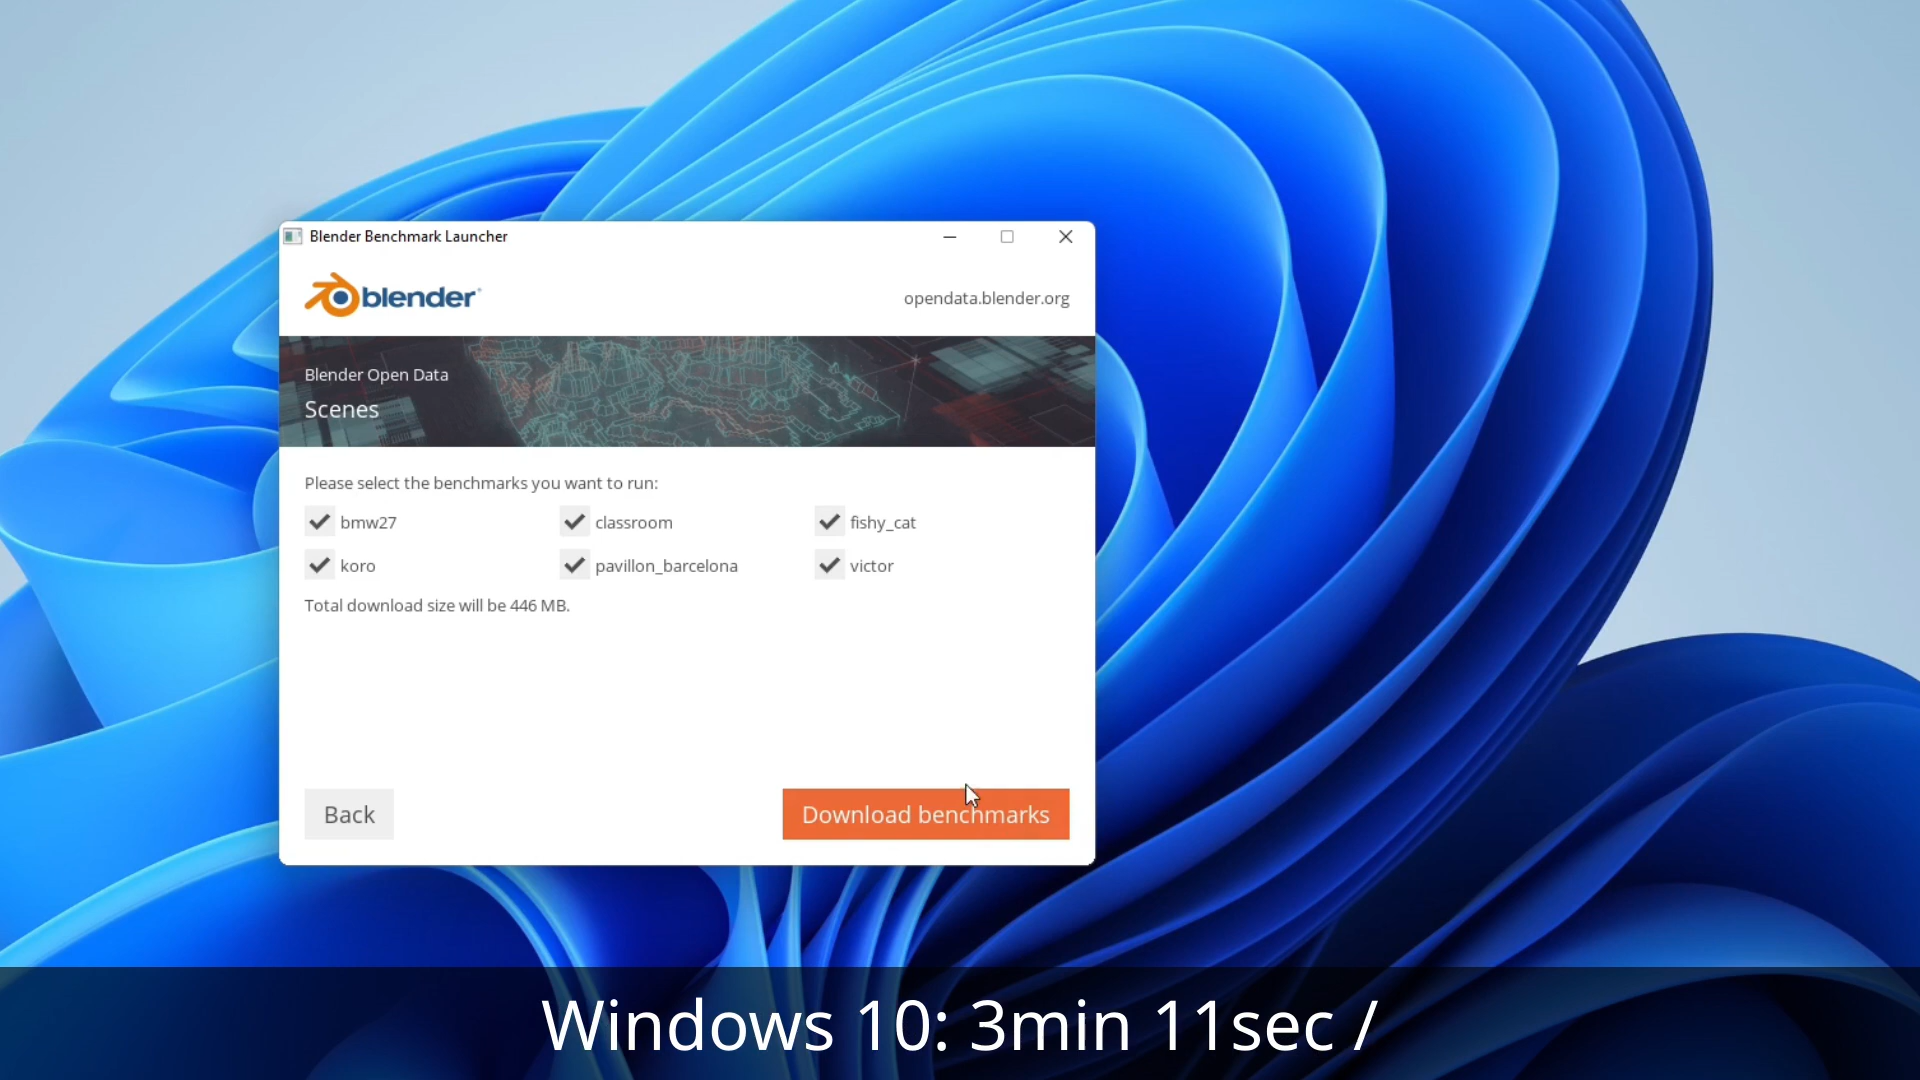 Blender Benchmark Launcher
blender
opendata.blender.org
Blender Open Data
Scenes
Please select the benchmarks you want to run:
bmw27 classroom fishy_cat
koro pavillon_barcelona victor
Total download size will be 446 MB.
Back Download benchmarks
Windows 10: 3min 11sec /